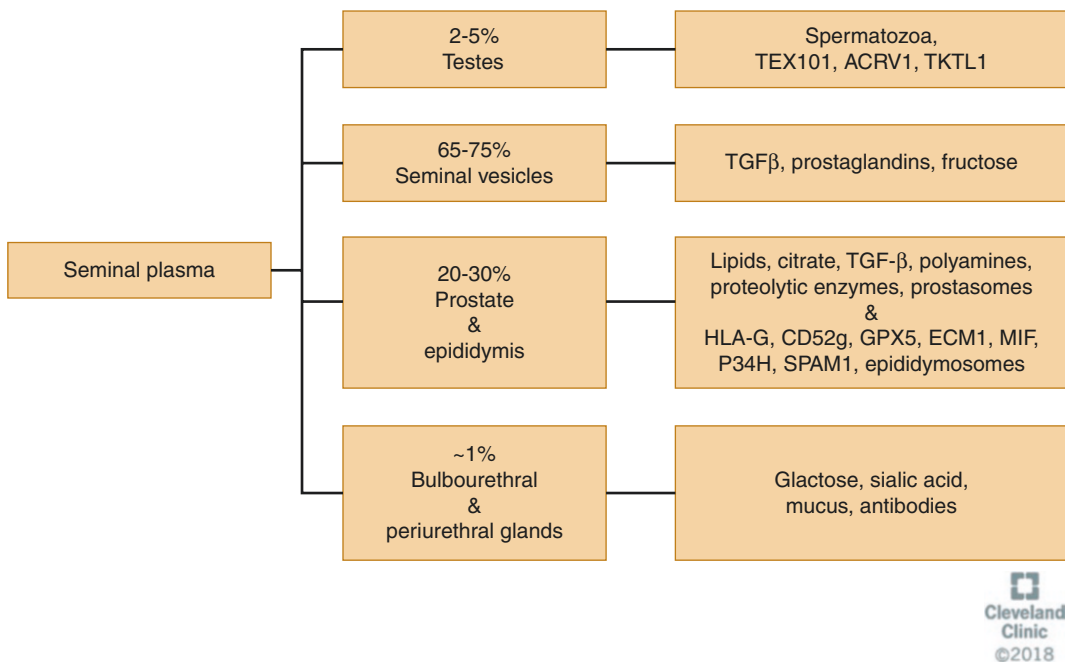 2-5%
Testes
Spermatozoa,
TEX101, ACRV1, TKTL1
65-75%
Seminal vesicles
TGFβ, prostaglandins, fructose
Seminal plasma
20-30%
Prostate
&
epididymis
Lipids, citrate, TGF-β, polyamines,
proteolytic enzymes, prostasomes
&
HLA-G, CD52g, GPX5, ECM1, MIF,
P34H, SPAM1, epididymosomes
~1%
Bulbourethral
&
periurethral glands
Glactose, sialic acid,
mucus, antibodies
Cleveland
Clinic
©2018